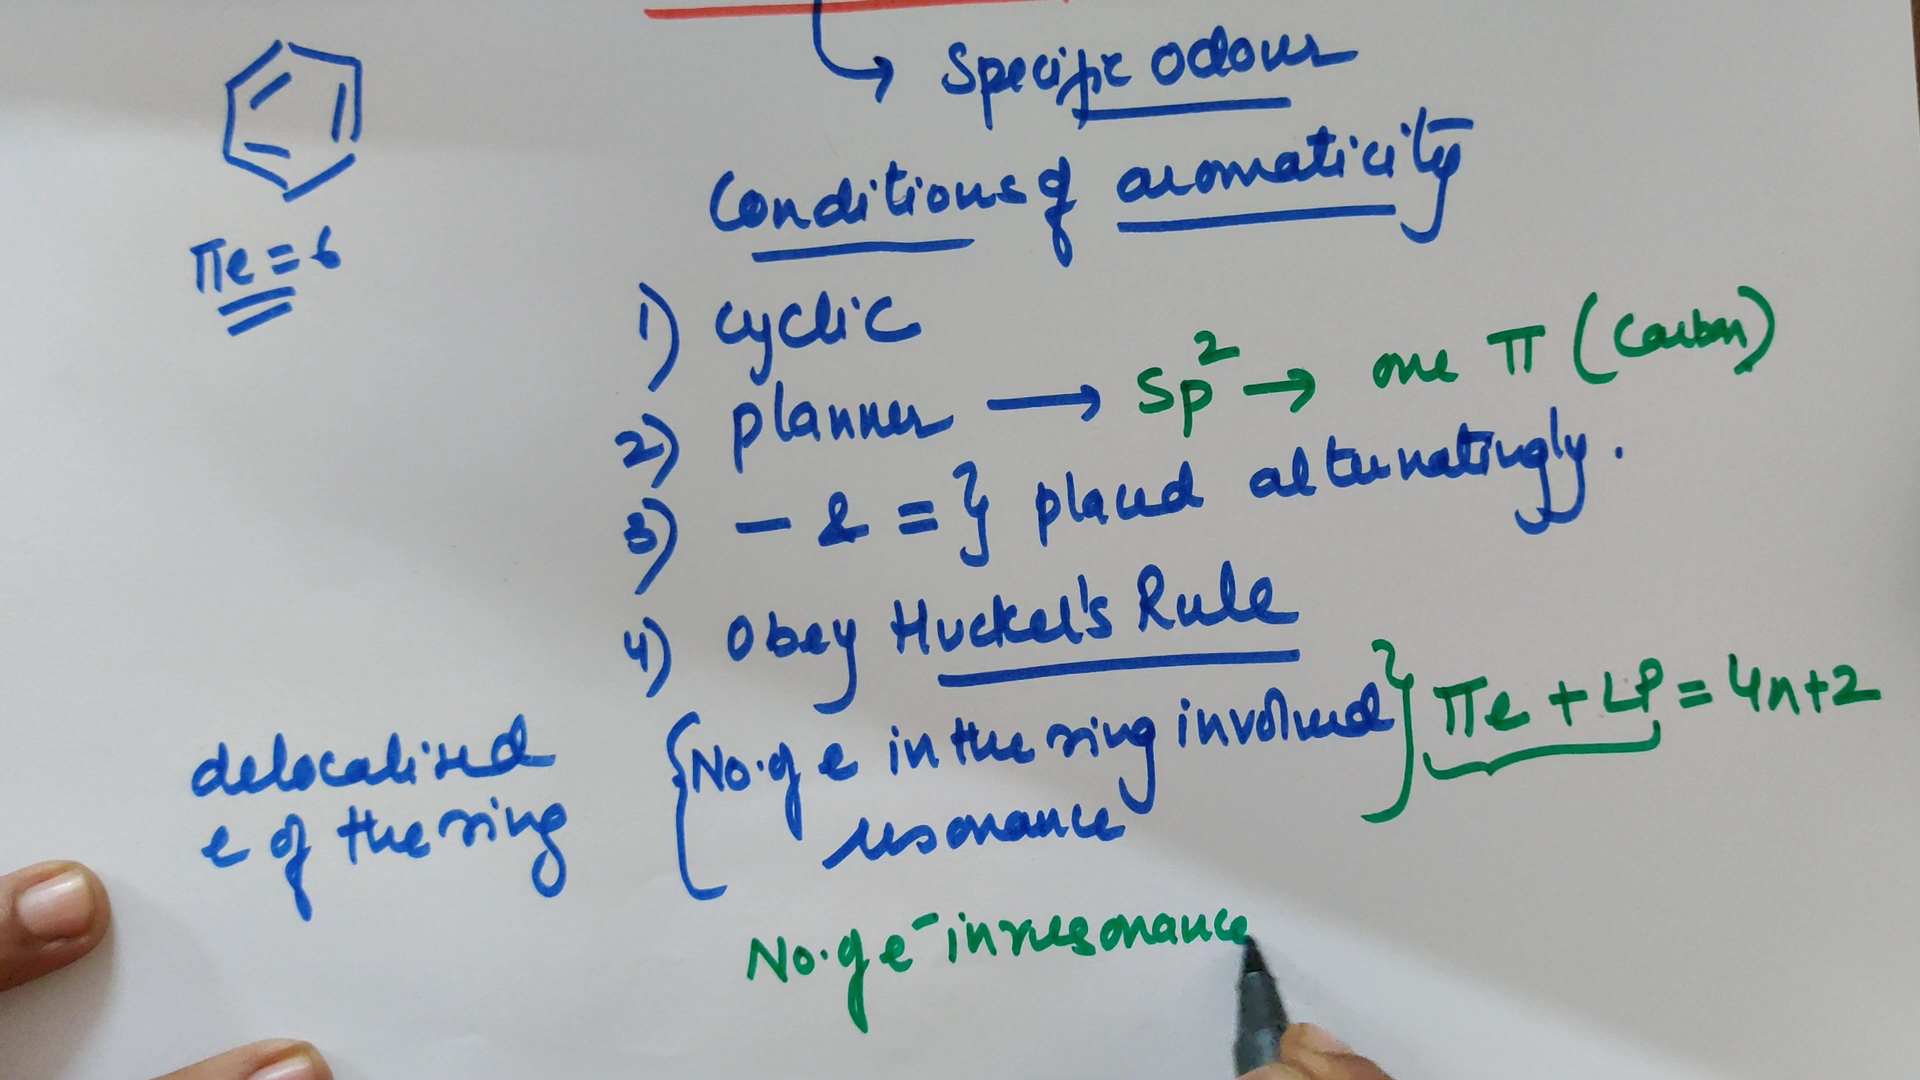 → Specific odour
Conditions of aromaticity
πe = 6
1) cyclic
2) planner → sp² → one π (Carbon)
3) - & = } placed alternatingly.
4) Obey Huckel's Rule
{No. of e in the ring involved} πe + LP = 4n+2
resonance
delocalised
e of the ring
No. of e⁻ in resonance